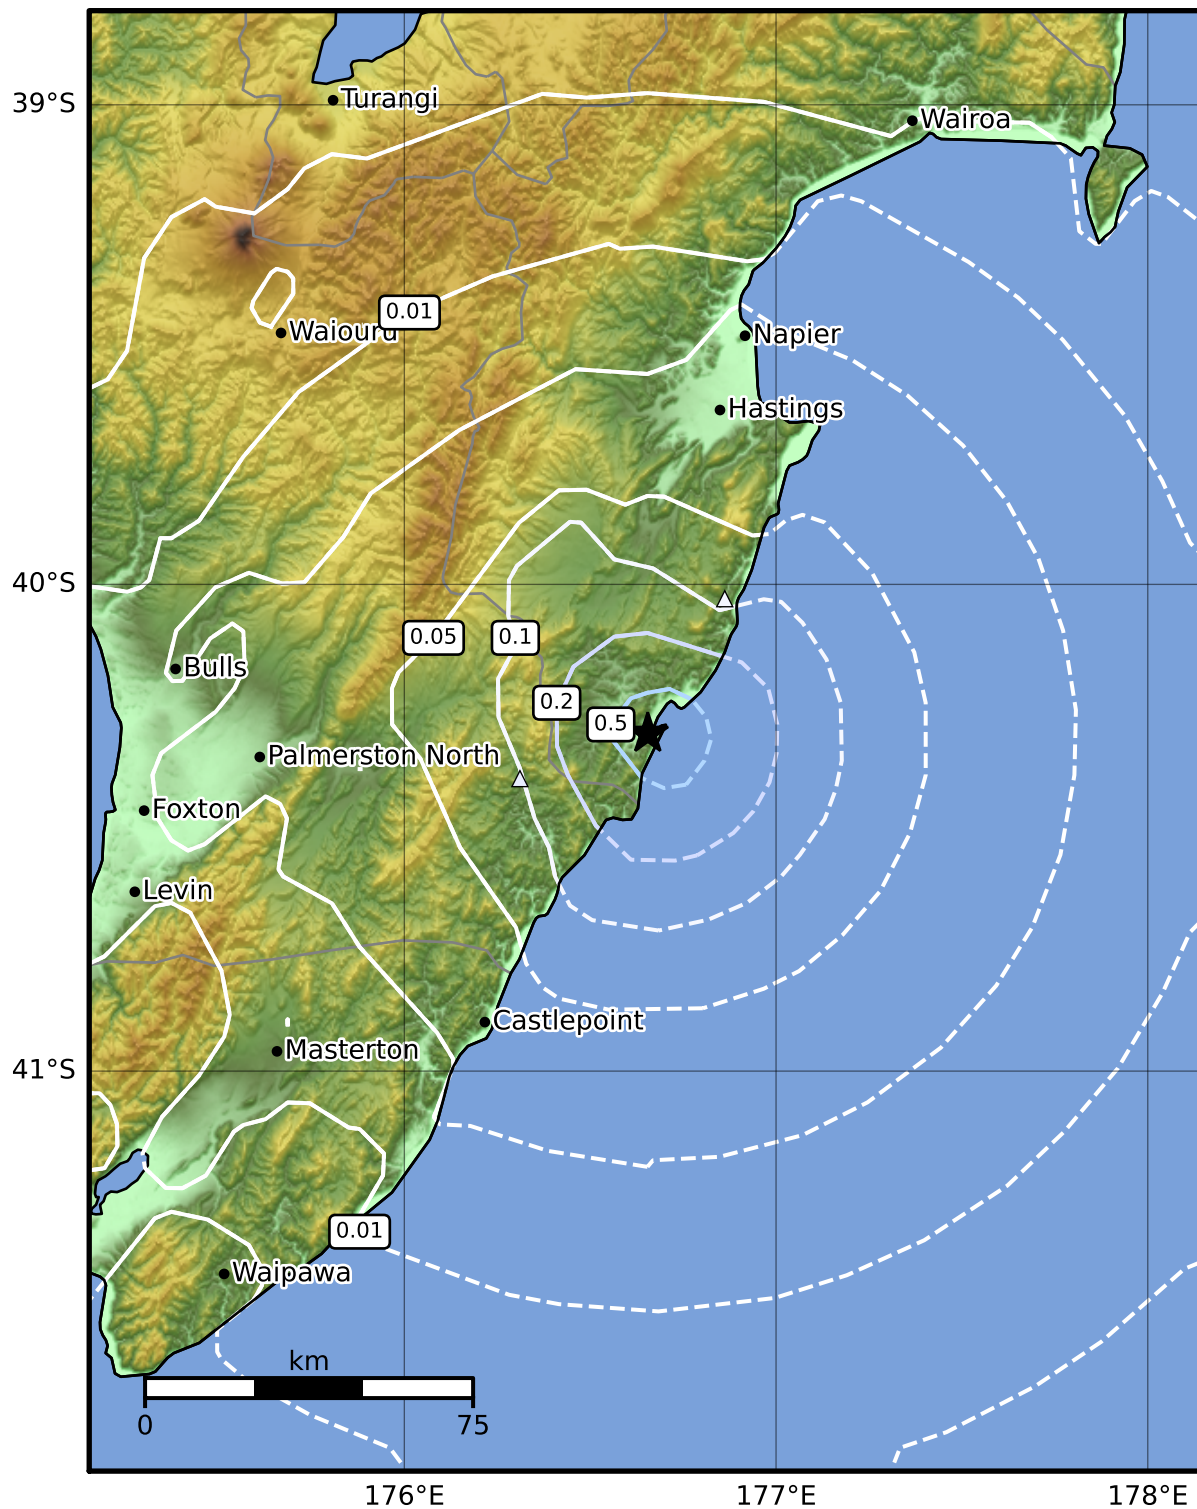 39°S
Turangi
Wairoa
0.01
Waiouru
Napier
Hastings
40°S
0.05
0.1
Bulls
0.2
0.5
Palmerston North
Foxton
Levin
Castlepoint
Masterton
41°S
0.01
Waipawa
km
0
75
176°E
177°E
178°E